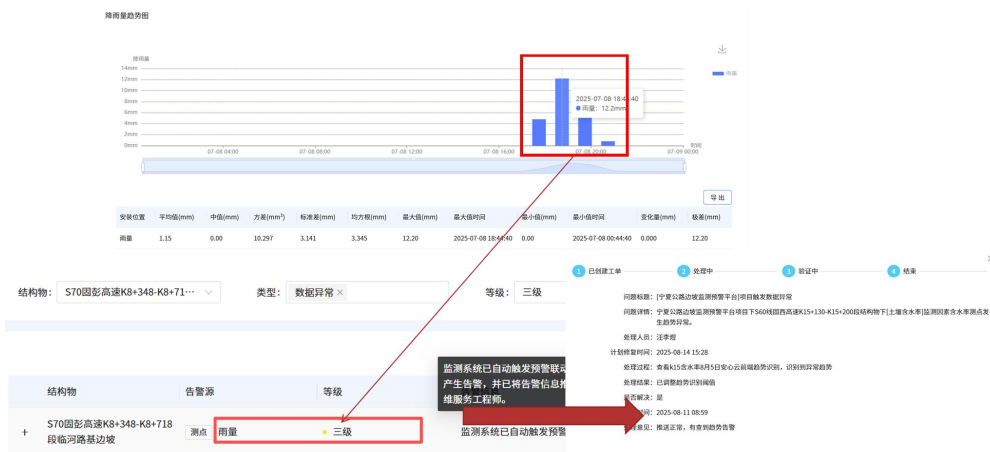 降雨量趋势图
降雨量
14mm
12mm
10mm
8mm
6mm
4mm
2mm
0mm
雨量
2025-07-08 18:44:40
雨量: 12.2mm
07-08 04:00 07-08 08:00 07-08 12:00 07-08 16:00 07-08 20:00 07-09 00:00
时间
导出
安装位置 平均值(mm) 中值(mm) 方差(mm²) 标准差(mm) 均方根(mm) 最大值(mm) 最大值时间 最小值(mm) 最小值时间 变化量(mm) 极差(mm)
雨量 1.15 0.00 10.297 3.141 3.345 12.20 2025-07-08 18:44:40 0.00 2025-07-08 00:44:40 0.000 12.20
结构物: S70固彭高速K8+348-K8+71… 类型: 数据异常 × 等级: 三级
结构物 告警源 等级
+ S70固彭高速K8+348-K8+718
段临河路基边坡
测点 雨量 三级 监测系统已自动触发预警
监测系统已自动触发预警联动
产生告警，并已将告警信息推
维服务工程师。
1 已创建工单 2 处理中 3 验证中 4 结束
问题标题: [宁夏公路边坡监测预警平台]项目触发数据异常
问题详情: 宁夏公路边坡监测预警平台项目下S60线固西高速K15+130-K15+200段结构物下[土壤含水率]监测因素含水率测点发
生趋势异常。
处理人员: 汪李煜
计划修复时间: 2025-08-14 15:28
处理过程: 查看k15含水率8月5日安心云前端趋势识别，识别到异常趋势
处理结果: 已调整趋势识别阈值
是否解决: 是
时间: 2025-08-11 08:59
意见: 推送正常，有查到趋势告警